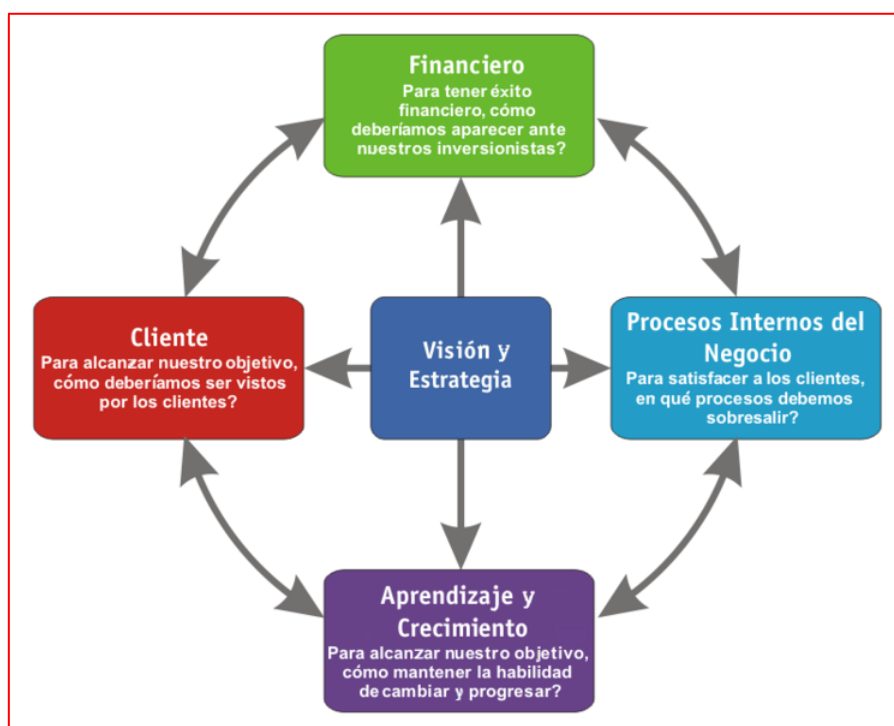 Financiero
Para tener éxito
financiero, cómo
deberíamos aparecer ante
nuestros inversionistas?
Cliente
Para alcanzar nuestro objetivo,
cómo deberíamos ser vistos
por los clientes?
Visión y
Estrategia
Procesos Internos del
Negocio
Para satisfacer a los clientes,
en qué procesos debemos
sobresalir?
Aprendizaje y
Crecimiento
Para alcanzar nuestro objetivo,
cómo mantener la habilidad
de cambiar y progresar?